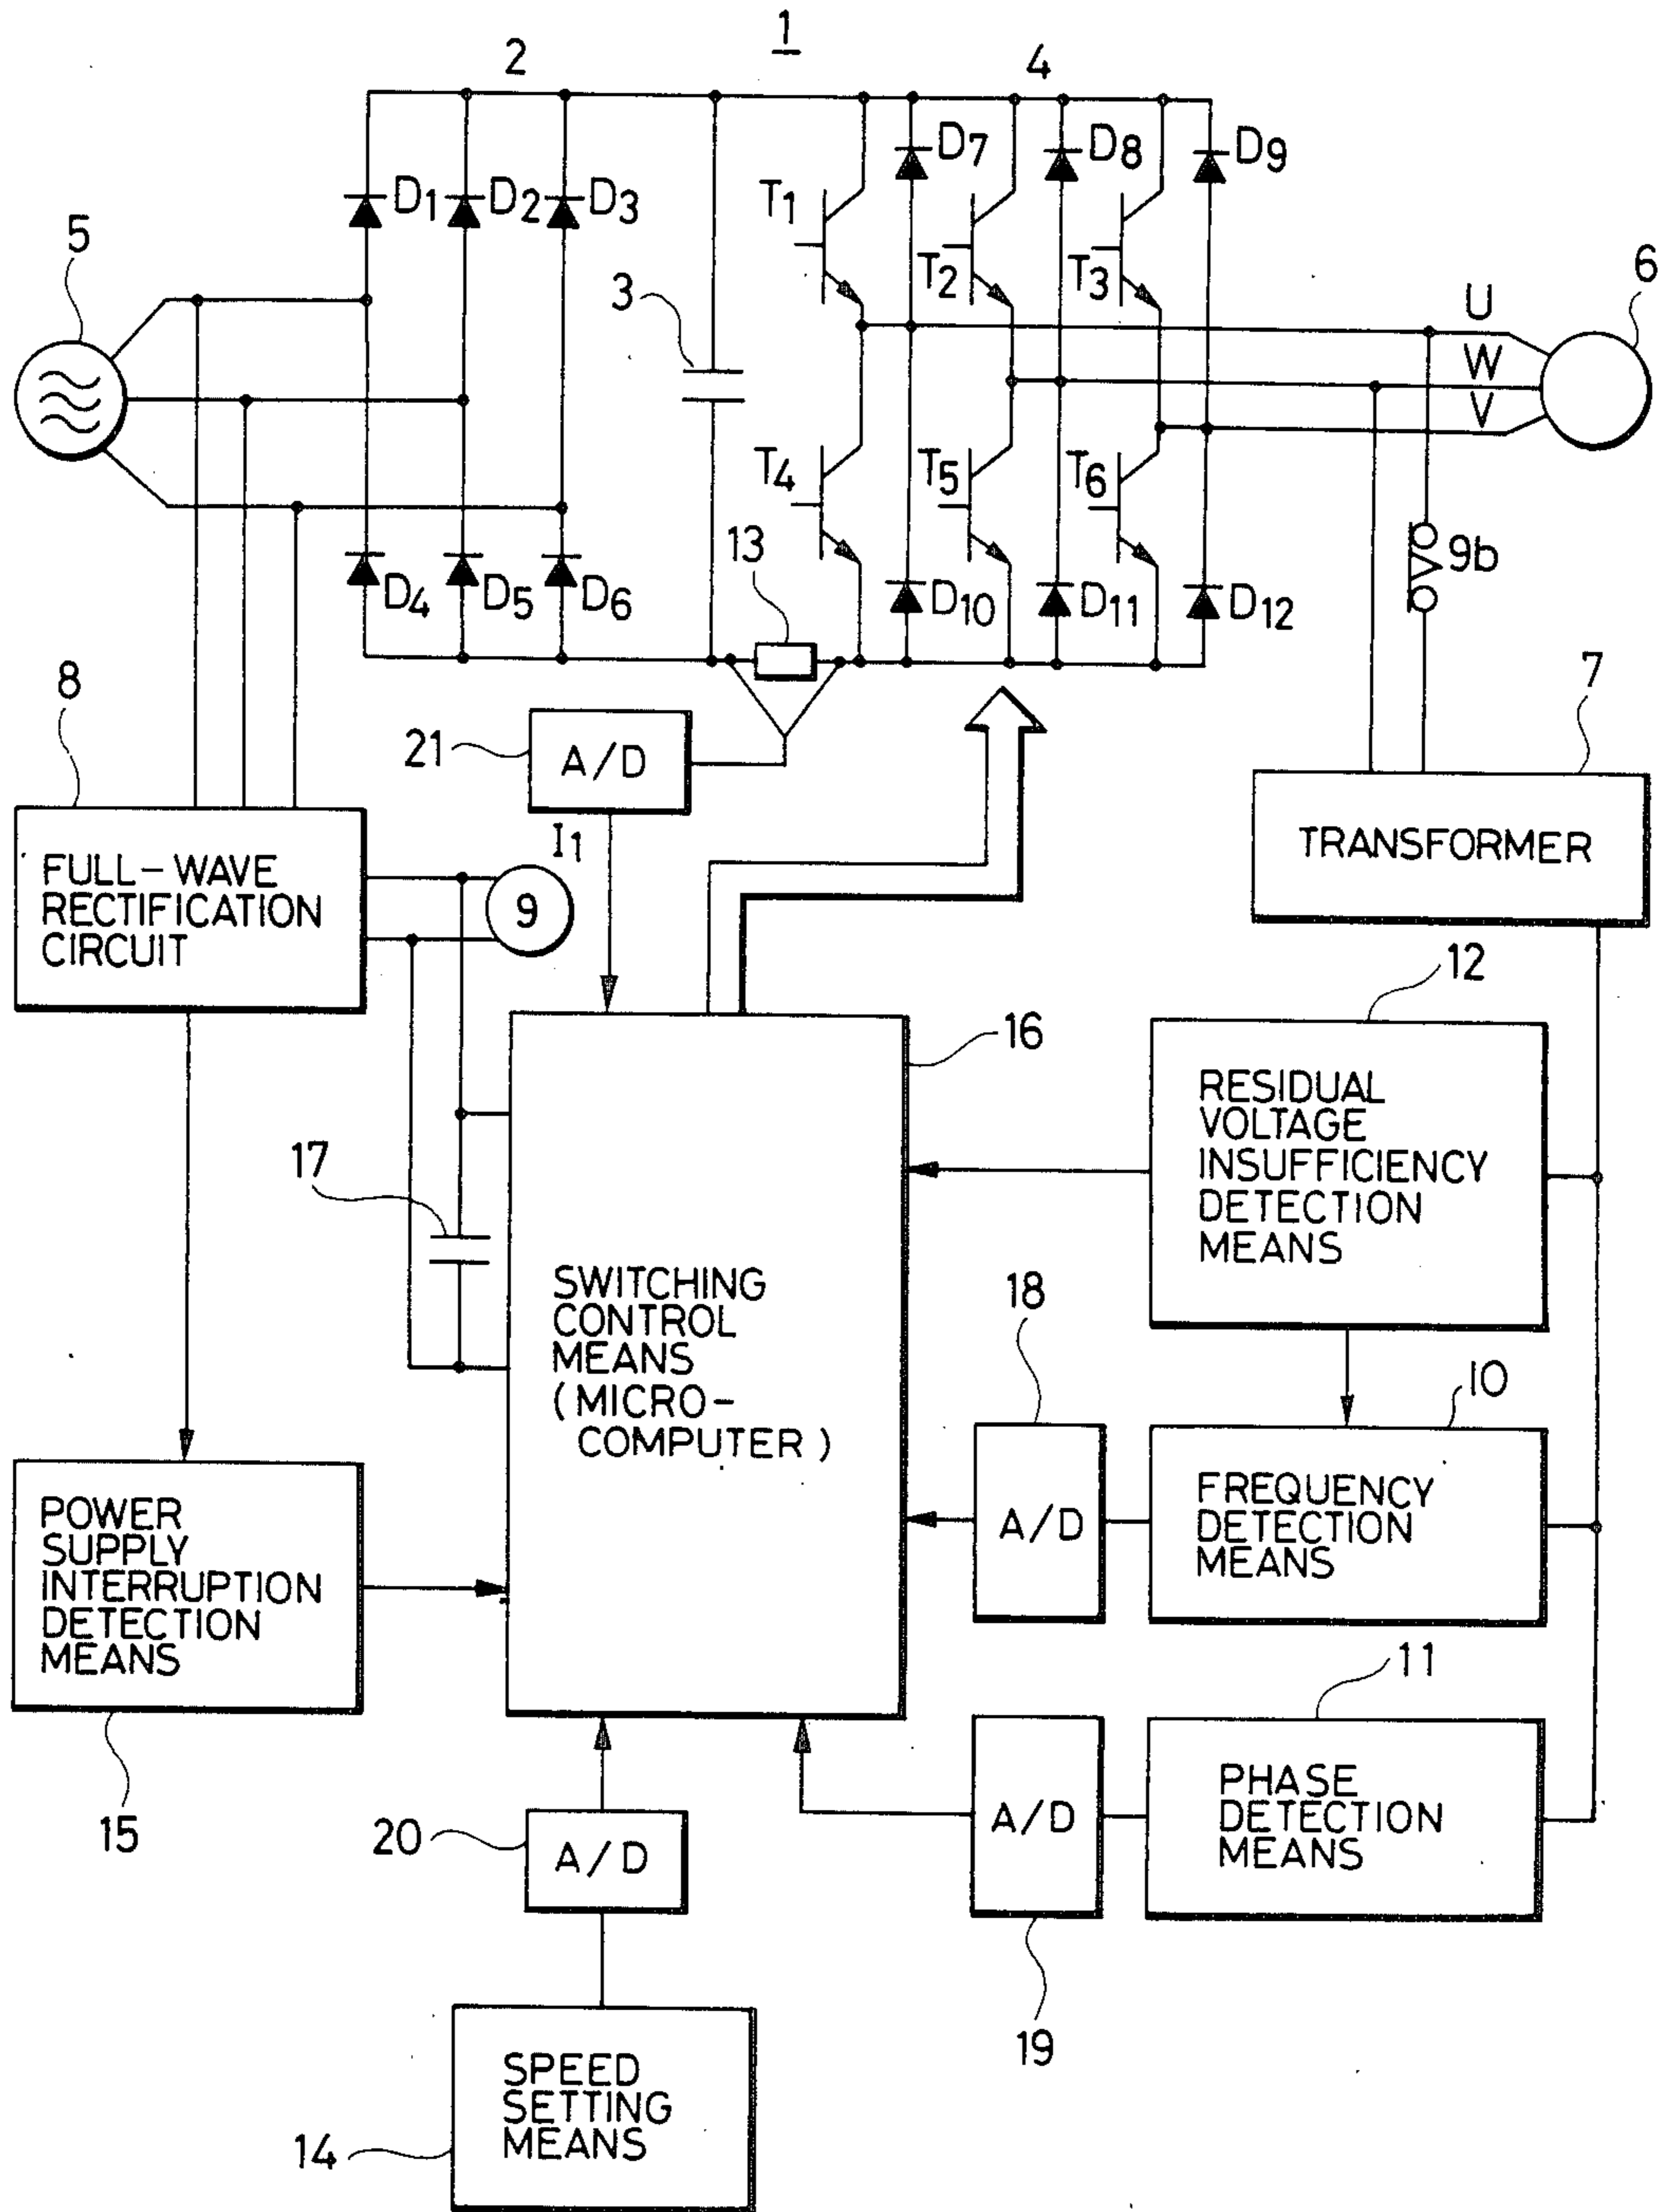 1
2
4
D7
D8
D9
D1
D2
D3
T1
T2
T3
5
3
U
W
V
6
T4
T5
T6
13
9b
D4
D5
D6
D10
D11
D12
8
21
A/D
7
I1
TRANSFORMER
FULL-WAVE
RECTIFICATION
CIRCUIT
9
12
16
RESIDUAL
VOLTAGE
INSUFFICIENCY
DETECTION
MEANS
17
SWITCHING
CONTROL
MEANS
(MICRO-
COMPUTER)
18
10
A/D
FREQUENCY
DETECTION
MEANS
POWER
SUPPLY
INTERRUPTION
DETECTION
MEANS
11
15
20
A/D
A/D
PHASE
DETECTION
MEANS
19
14
SPEED
SETTING
MEANS